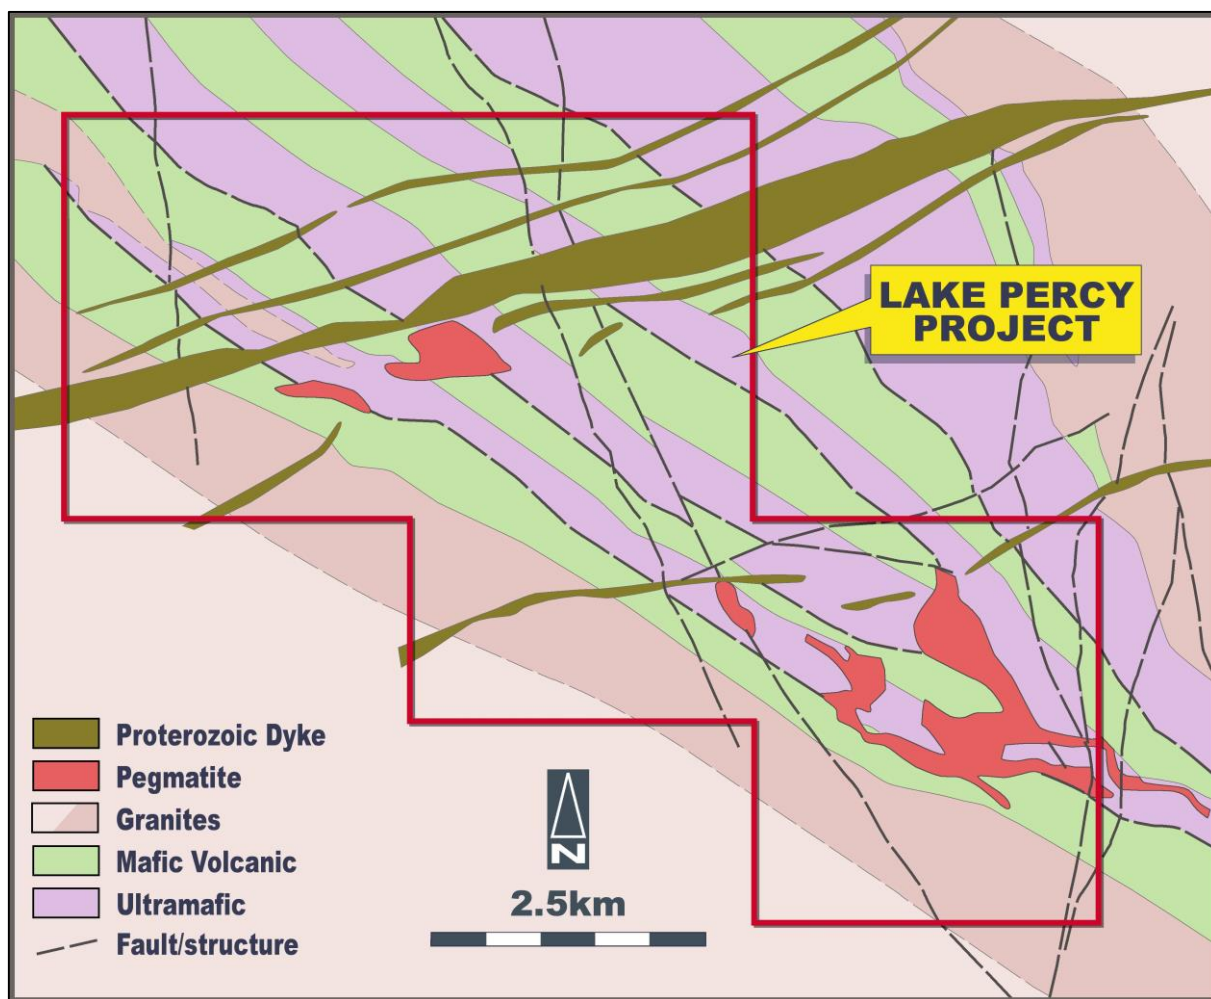 LAKE PERCY
PROJECT
Proterozoic Dyke
Pegmatite
Granites
Mafic Volcanic
Ultramafic
Fault/structure
N
2.5km